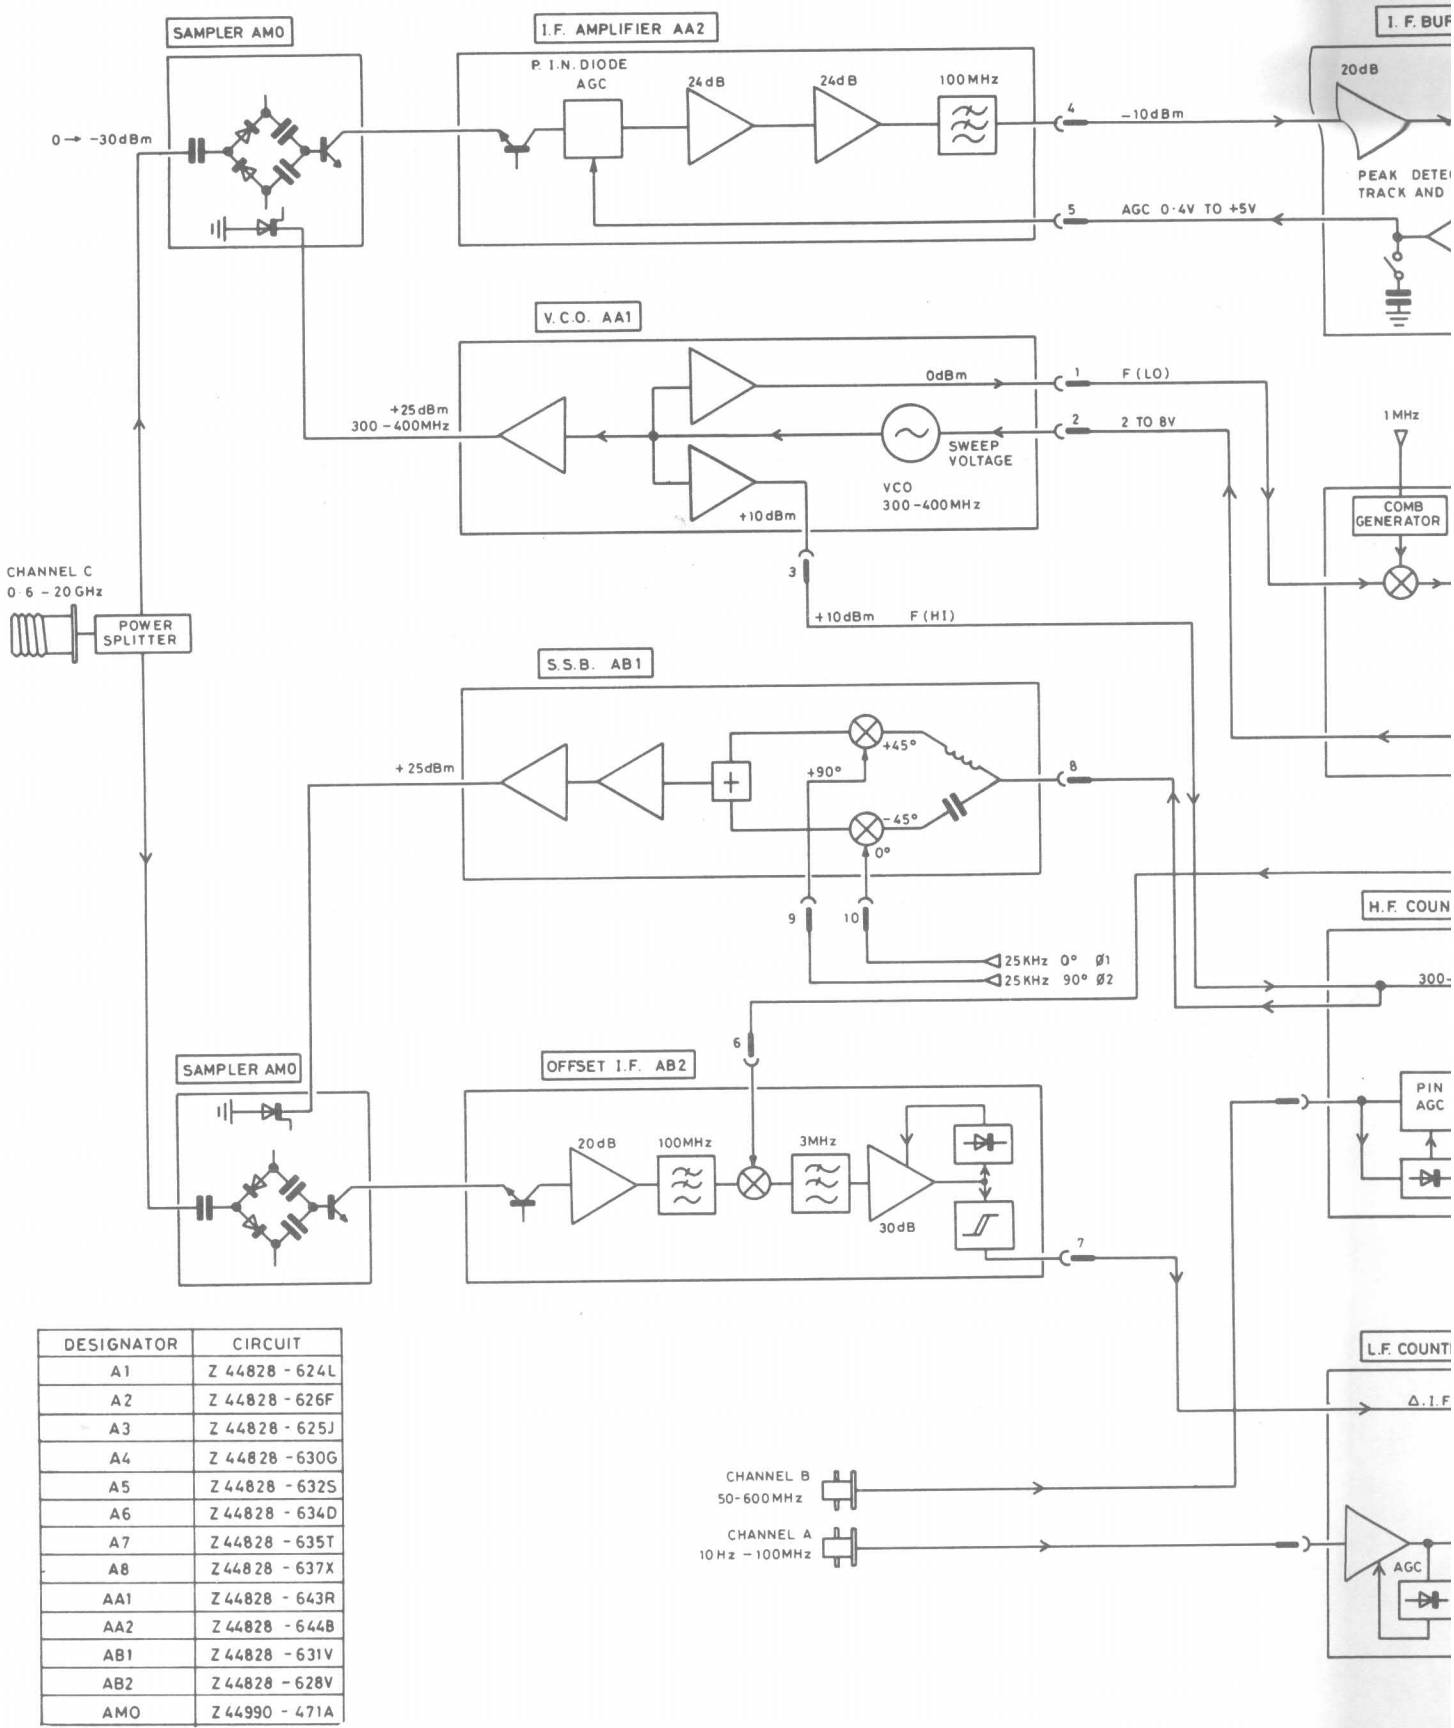 SAMPLER AM0
I.F. AMPLIFIER AA2
I.F. BUF
P.I.N. DIODE
AGC
24dB
24dB
100MHz
20dB
0 → -30dBm
4
-10dBm
PEAK DETE
TRACK AND
5
AGC 0·4V TO +5V
V.C.O. AA1
0dBm
1
F (LO)
+25dBm
300-400MHz
2
2 TO 8V
SWEEP
VOLTAGE
VCO
300-400MHz
+10dBm
3
1MHz
COMB
GENERATOR
CHANNEL C
0·6 - 20GHz
POWER
SPLITTER
+10dBm F(HI)
S.S.B. AB1
+25dBm
+
+90°
+45°
-45°
0°
8
9
10
25KHz 0° Ø1
25KHz 90° Ø2
H.F. COUN
300-
6
SAMPLER AM0
OFFSET I.F. AB2
20dB
100MHz
3MHz
30dB
7
PIN
AGC
L.F. COUNT
Δ.I.F
CHANNEL B
50-600MHz
CHANNEL A
10Hz - 100MHz
AGC
DESIGNATOR CIRCUIT
A1 Z 44828 - 624L
A2 Z 44828 - 626F
A3 Z 44828 - 625J
A4 Z 44828 - 630G
A5 Z 44828 - 632S
A6 Z 44828 - 634D
A7 Z 44828 - 635T
A8 Z 44828 - 637X
AA1 Z 44828 - 643R
AA2 Z 44828 - 644B
AB1 Z 44828 - 631V
AB2 Z 44828 - 628V
AMO Z 44990 - 471A